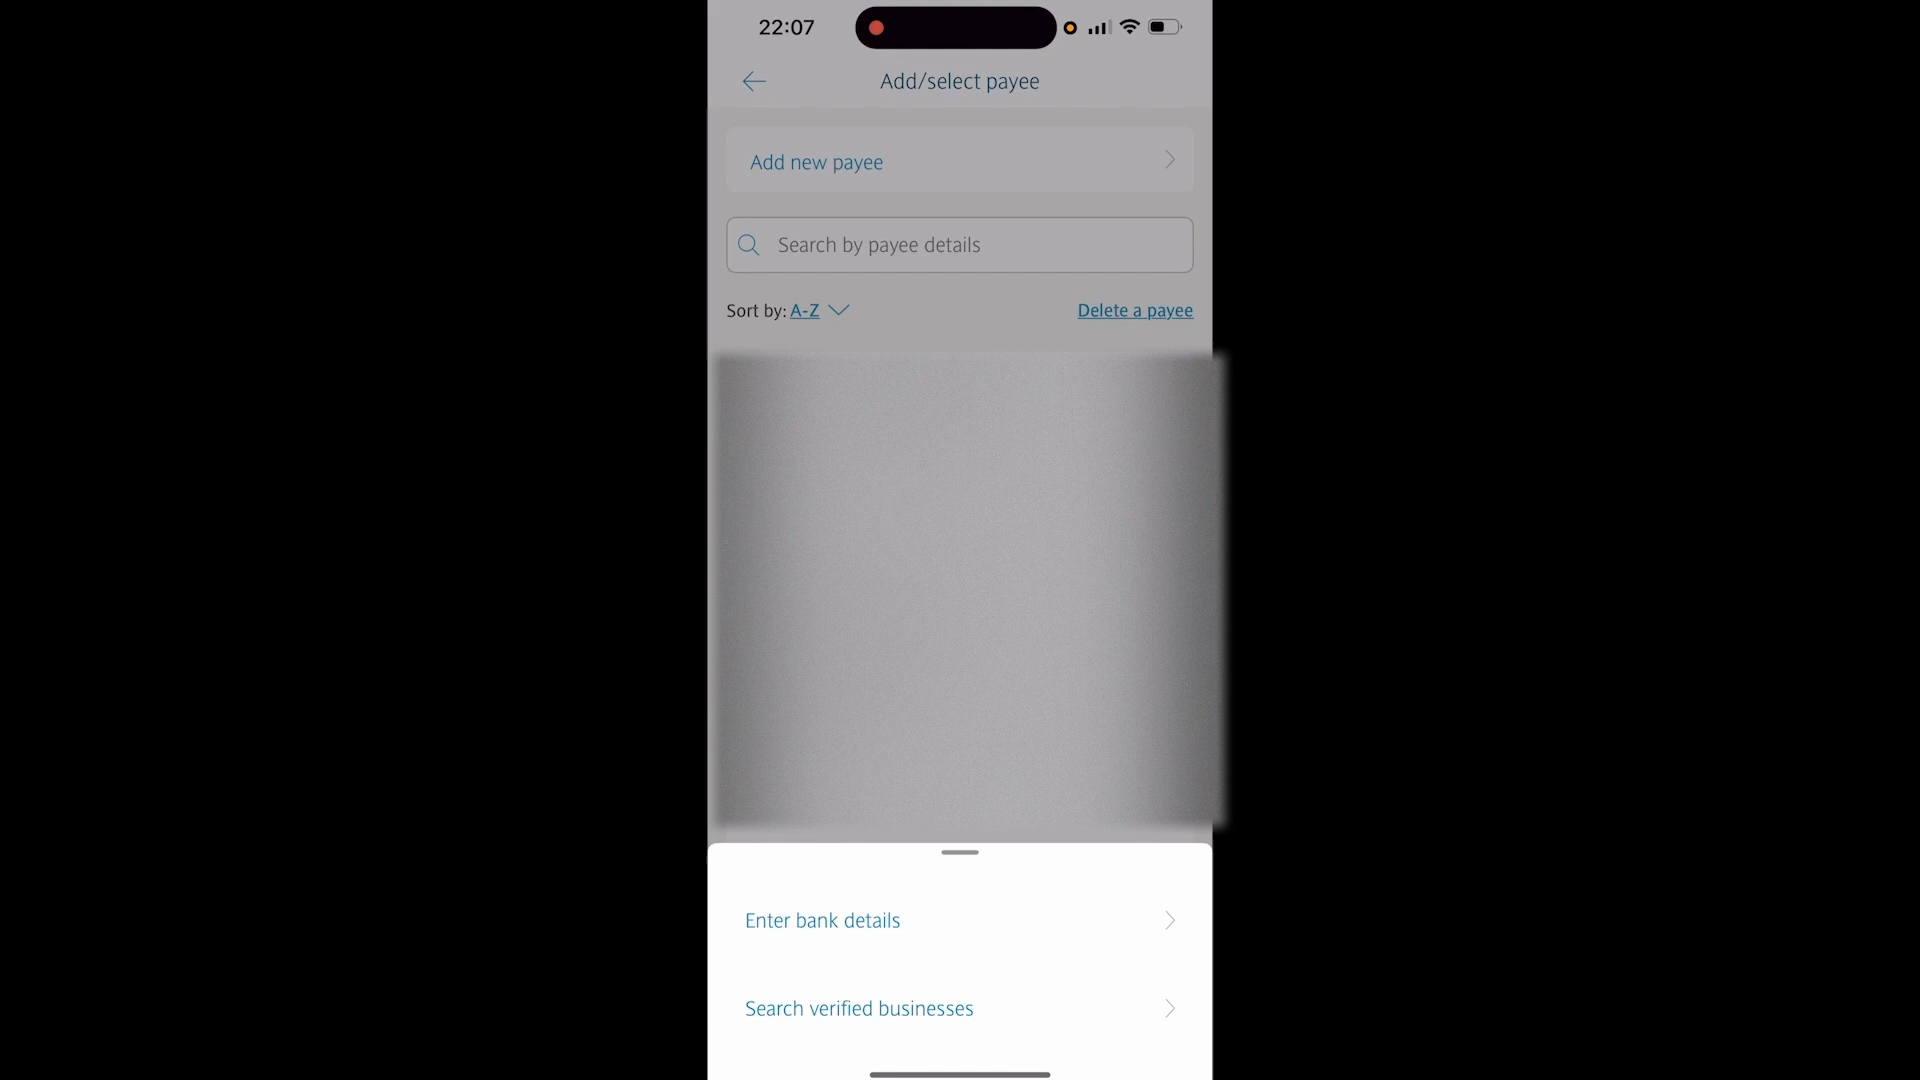 22:07
Add/select payee
Add new payee
Search by payee details
Sort by: A-Z
Delete a payee
Enter bank details
Search verified businesses